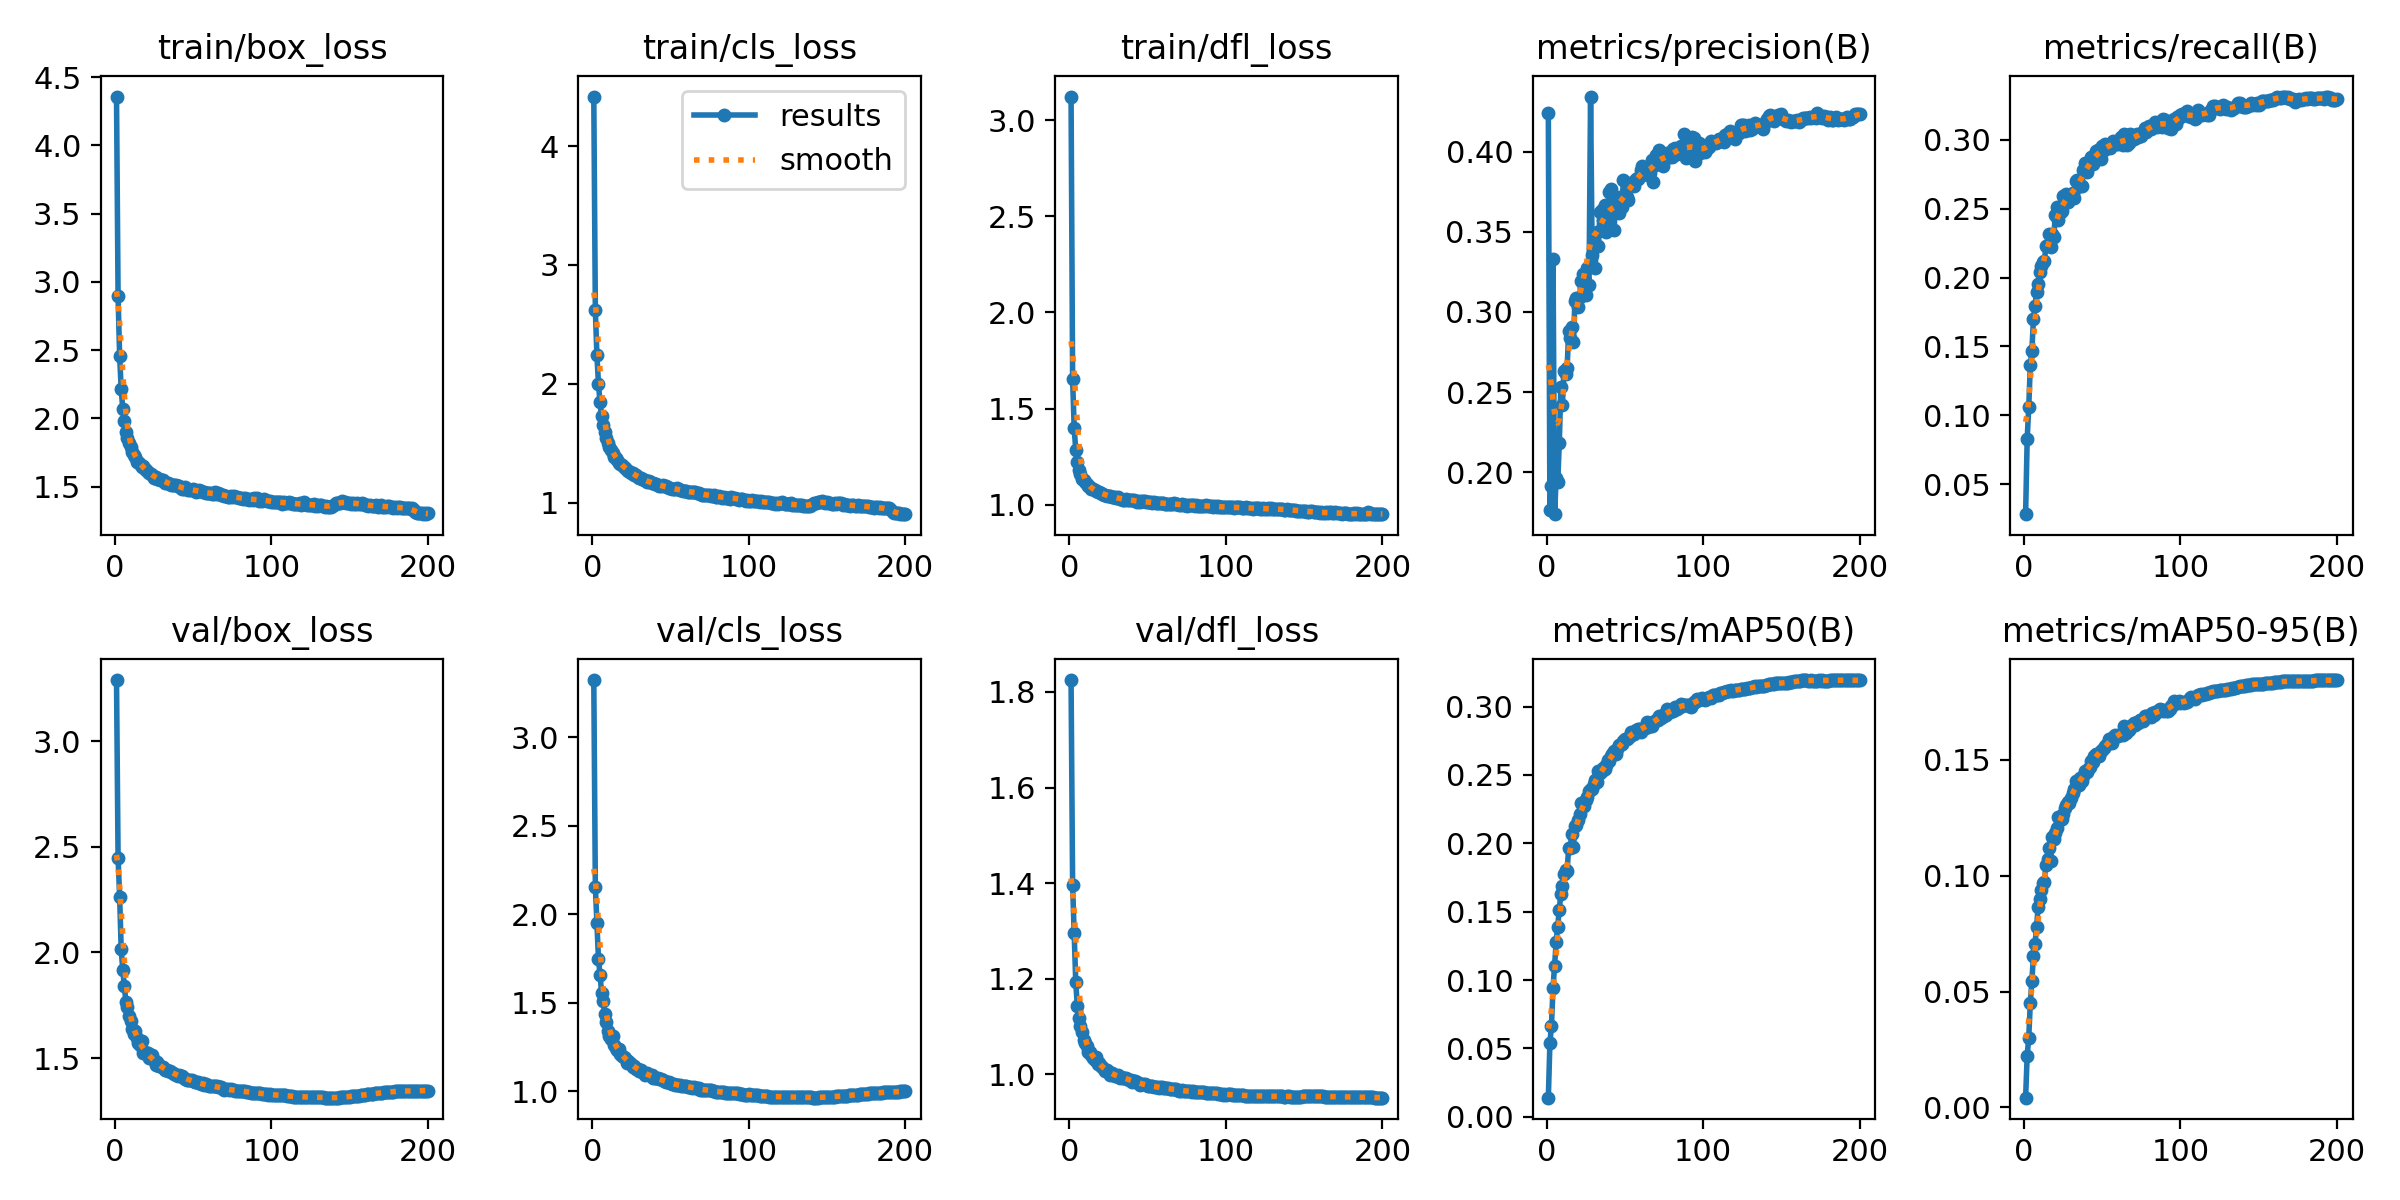 train/box_loss
4.5
4.0
3.5
3.0
2.5
2.0
1.5
0 100 200
train/cls_loss
results
smooth
4
3
2
1
0 100 200
train/dfl_loss
3.0
2.5
2.0
1.5
1.0
0 100 200
metrics/precision(B)
0.40
0.35
0.30
0.25
0.20
0 100 200
metrics/recall(B)
0.30
0.25
0.20
0.15
0.10
0.05
0 100 200
val/box_loss
3.0
2.5
2.0
1.5
0 100 200
val/cls_loss
3.0
2.5
2.0
1.5
1.0
0 100 200
val/dfl_loss
1.8
1.6
1.4
1.2
1.0
0 100 200
metrics/mAP50(B)
0.30
0.25
0.20
0.15
0.10
0.05
0.00
0 100 200
metrics/mAP50-95(B)
0.15
0.10
0.05
0.00
0 100 200